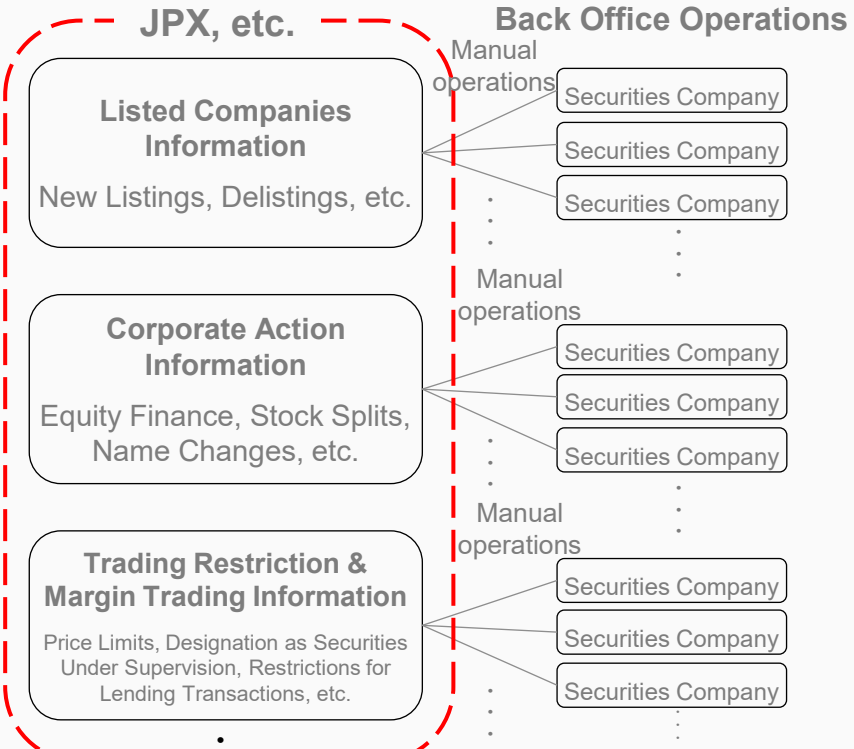 JPX, etc.
Back Office Operations
Listed Companies
Information
New Listings, Delistings, etc.
Manual
operations
Securities Company
Securities Company
Securities Company
Corporate Action
Information
Equity Finance, Stock Splits,
Name Changes, etc.
Manual
operations
Securities Company
Securities Company
Securities Company
Trading Restriction &
Margin Trading Information
Price Limits, Designation as Securities
Under Supervision, Restrictions for
Lending Transactions, etc.
Manual
operations
Securities Company
Securities Company
Securities Company